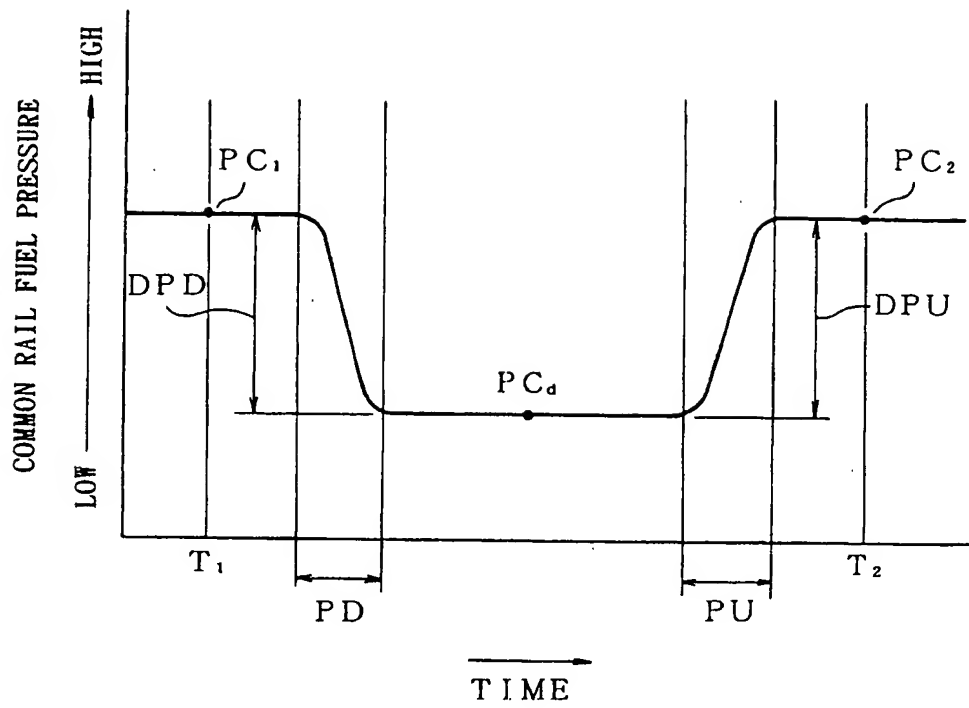 COMMON RAIL FUEL PRESSURE
LOW
HIGH
PC₁
PC₂
DPD
DPU
PCd
T₁
T₂
PD
PU
TIME